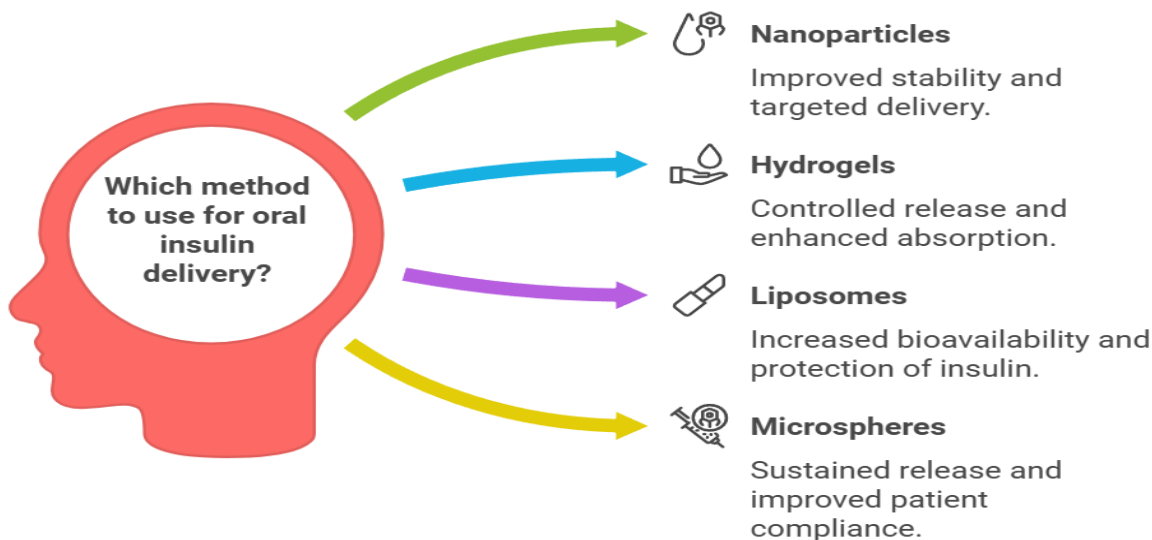 Which method
to use for oral
insulin
delivery?
Nanoparticles
Improved stability and
targeted delivery.
Hydrogels
Controlled release and
enhanced absorption.
Liposomes
Increased bioavailability and
protection of insulin.
Microspheres
Sustained release and
improved patient
compliance.